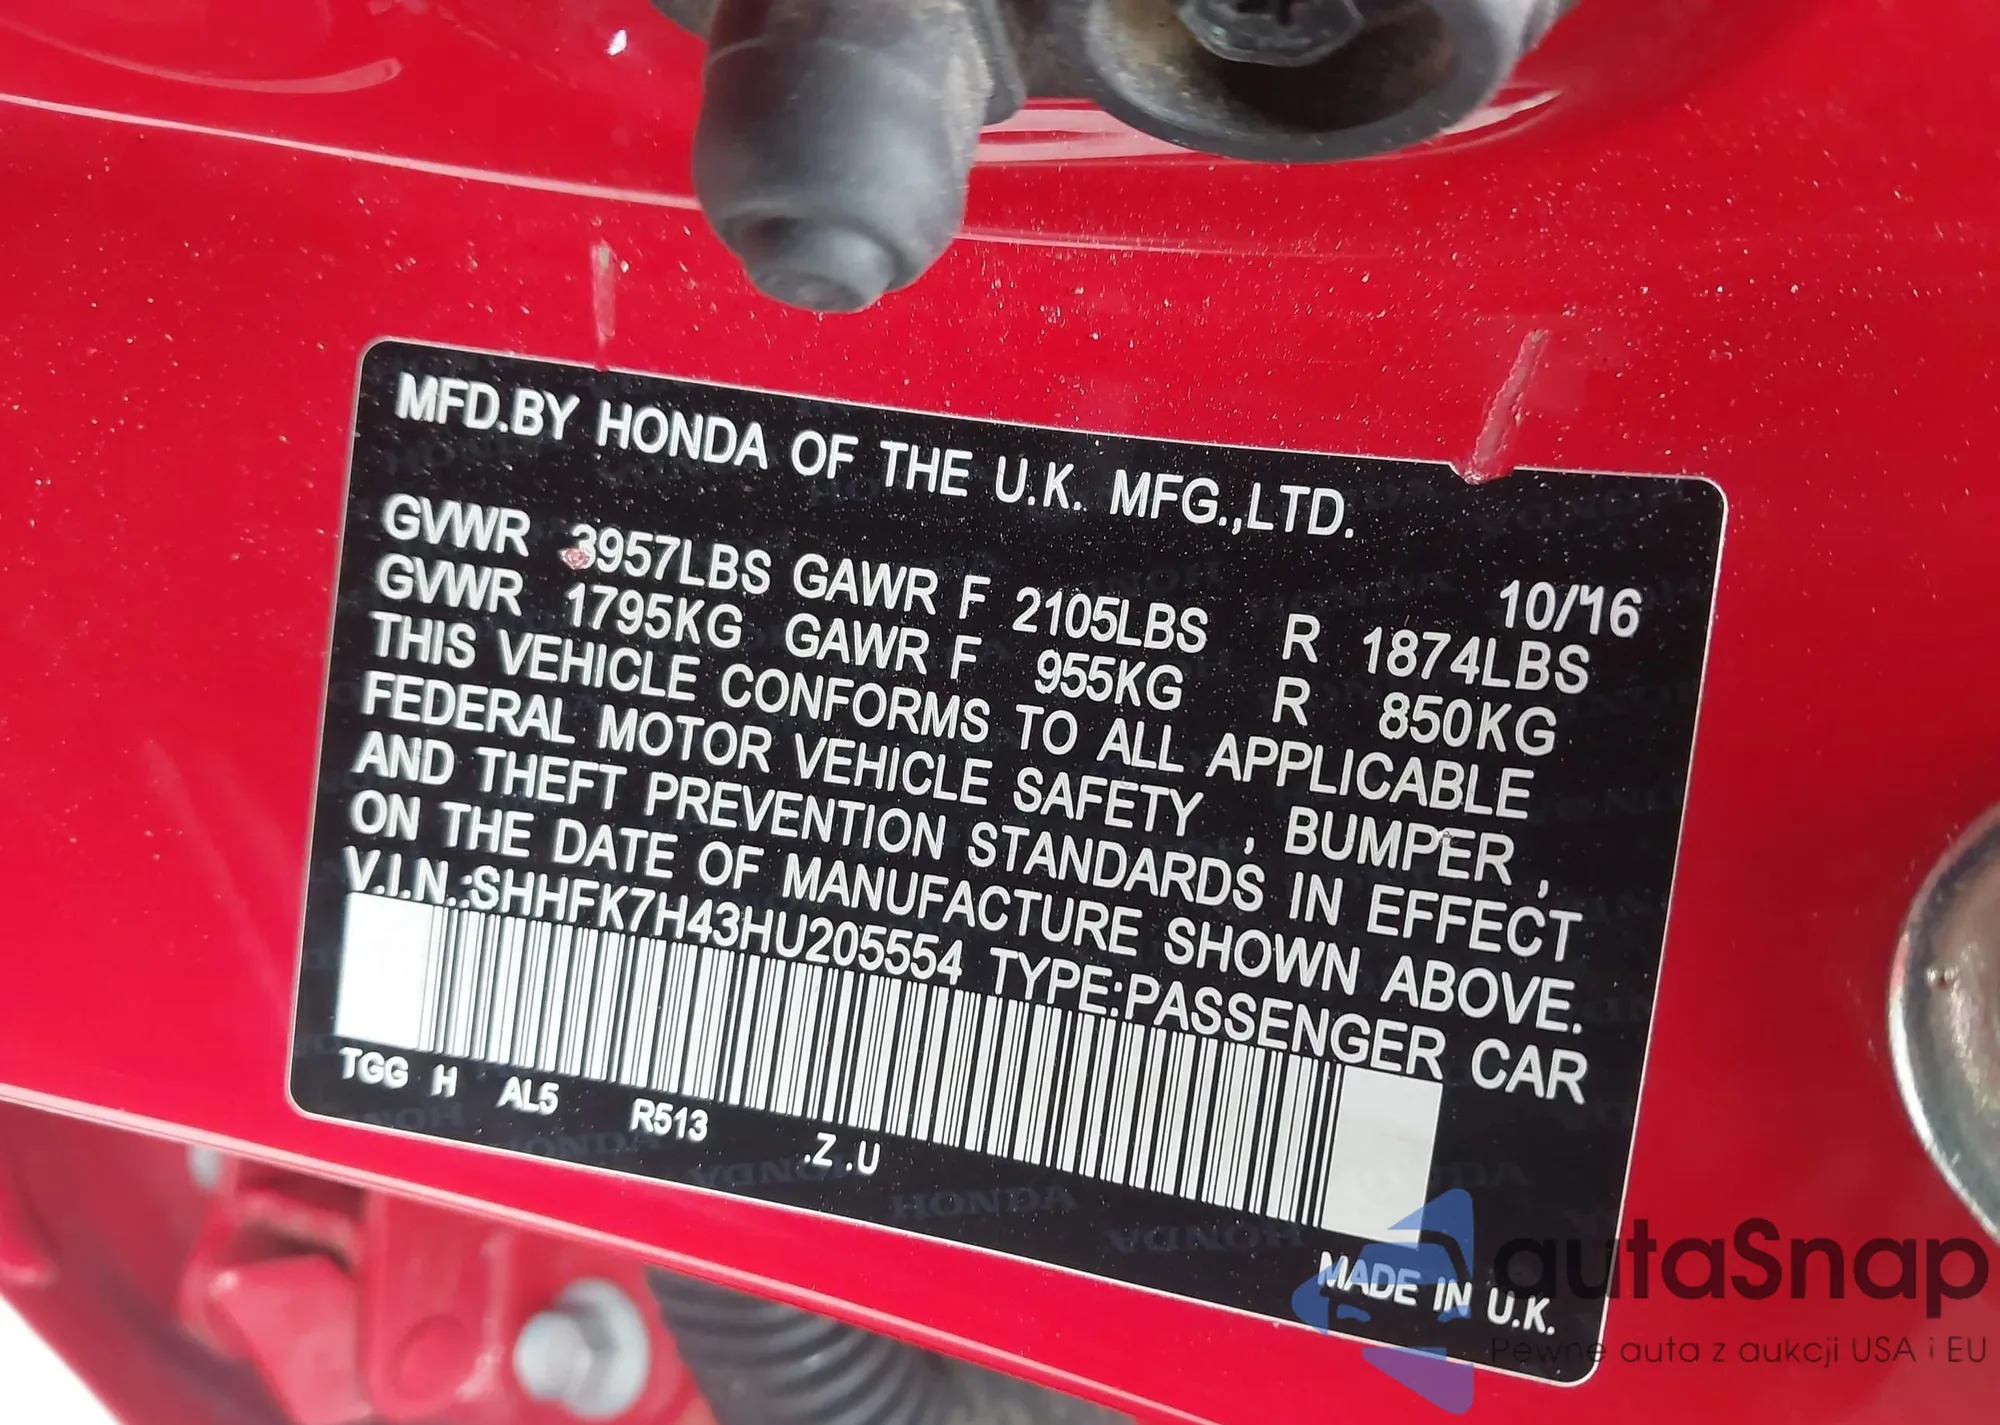 MFD.BY HONDA OF THE U.K. MFG.,LTD.
10/'16
GVWR 3957LBS GAWR F 2105LBS R 1874LBS
GVWR 1795KG GAWR F 955KG R 850KG
THIS VEHICLE CONFORMS TO ALL APPLICABLE
FEDERAL MOTOR VEHICLE SAFETY , BUMPER ,
AND THEFT PREVENTION STANDARDS IN EFFECT
ON THE DATE OF MANUFACTURE SHOWN ABOVE.
V.I.N.:SHHFK7H43HU205554 TYPE:PASSENGER CAR
TGG H AL5 R513 .Z .U
HONDA
MADE IN U.K.
autaSnap
Pewne auta z aukcji USA i EU